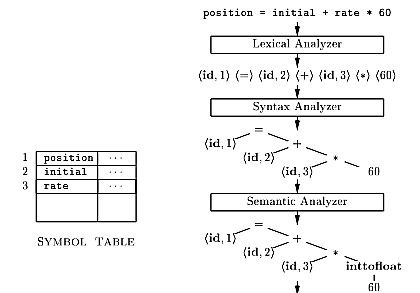 position = initial + rate * 60
Lexical Analyzer
⟨id, 1⟩ ⟨=⟩ ⟨id, 2⟩ ⟨+⟩ ⟨id, 3⟩ ⟨*⟩ ⟨60⟩
Syntax Analyzer
=
⟨id, 1⟩ +
⟨id, 2⟩ *
⟨id, 3⟩ 60
1 position ...
2 initial ...
3 rate ...
SYMBOL TABLE
Semantic Analyzer
=
⟨id, 1⟩ +
⟨id, 2⟩ *
⟨id, 3⟩ inttofloat
60